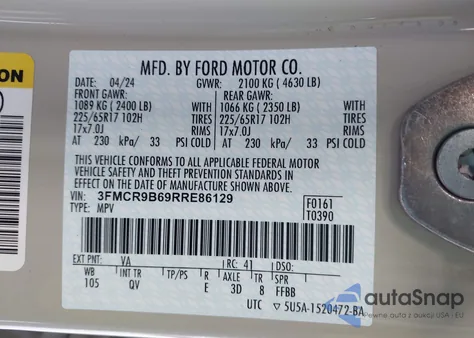 ON
MFD. BY FORD MOTOR CO.
DATE: 04/24 GVWR: 2100 KG ( 4630 LB)
FRONT GAWR: REAR GAWR:
1089 KG ( 2400 LB) 1066 KG ( 2350 LB)
225/65R17 102H TIRES 225/65R17 102H TIRES
17x7.0J RIMS 17x7.0J RIMS
AT 230 kPa/ 33 PSI COLD AT 230 kPa/ 33 PSI COLD
THIS VEHICLE CONFORMS TO ALL APPLICABLE FEDERAL MOTOR
VEHICLE SAFETY AND THEFT PREVENTION STANDARDS IN EFFECT ON
THE DATE OF MANUFACTURE SHOWN ABOVE.
VIN: 3FMCR9B69RRE86129 F0161
TYPE: MPV T0390
EXT PNT: VA RC: 41 DSO:
WB INT TR TP/PS R AXLE TR SPR
105 QV E 3D 8 FFBB
UTC ▽ 5U5A-1520472-BA
autoSnap